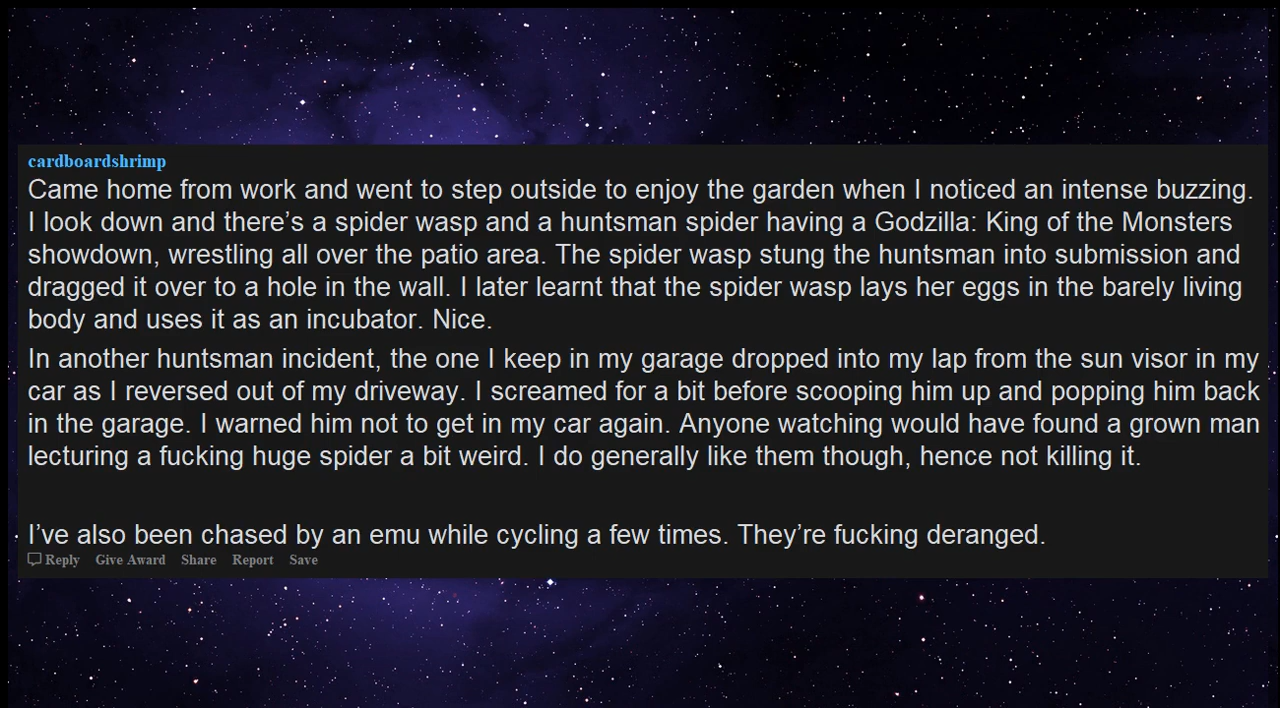 cardboardshrimp
Came home from work and went to step outside to enjoy the garden when I noticed an intense buzzing.
I look down and there’s a spider wasp and a huntsman spider having a Godzilla: King of the Monsters
showdown, wrestling all over the patio area. The spider wasp stung the huntsman into submission and
dragged it over to a hole in the wall. I later learnt that the spider wasp lays her eggs in the barely living
body and uses it as an incubator. Nice.
In another huntsman incident, the one I keep in my garage dropped into my lap from the sun visor in my
car as I reversed out of my driveway. I screamed for a bit before scooping him up and popping him back
in the garage. I warned him not to get in my car again. Anyone watching would have found a grown man
lecturing a fucking huge spider a bit weird. I do generally like them though, hence not killing it.
I’ve also been chased by an emu while cycling a few times. They’re fucking deranged.
Reply Give Award Share Report Save